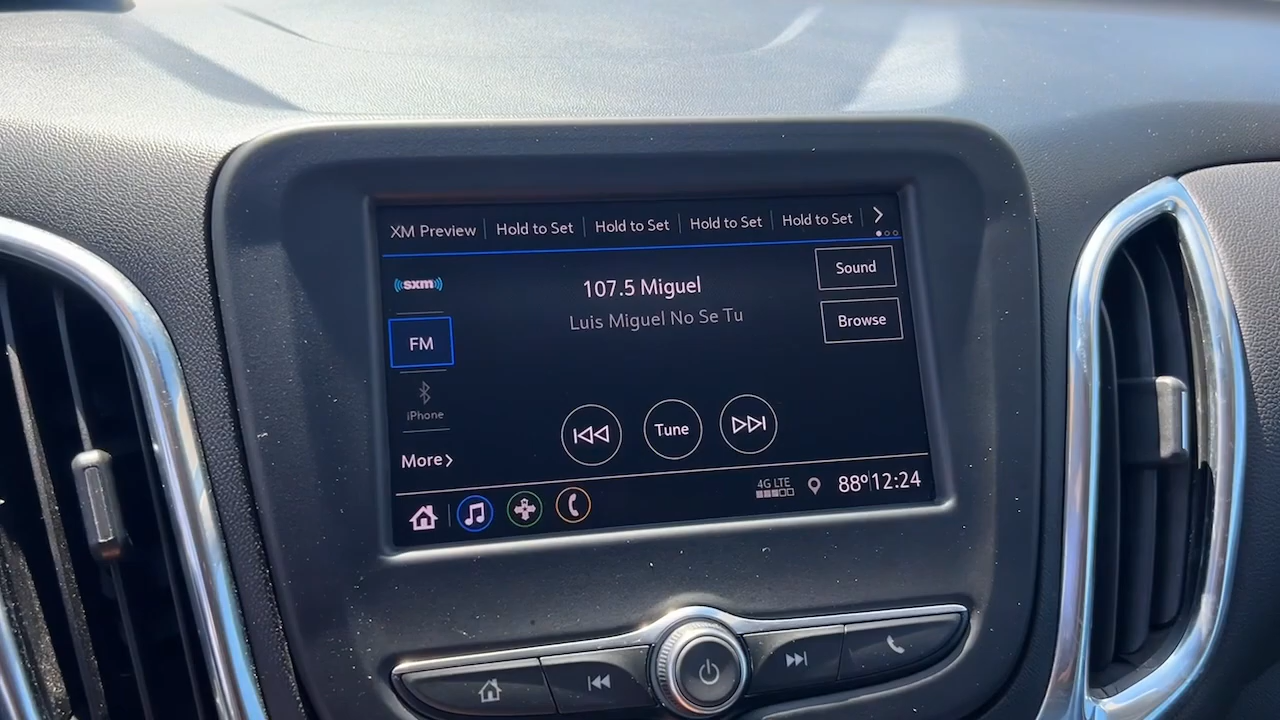 XM Preview Hold to Set Hold to Set Hold to Set Hold to Set
((sxm))
107.5 Miguel
Luis Miguel No Se Tu
Sound
FM
Browse
iPhone
Tune
More
4G LTE
88° 12:24